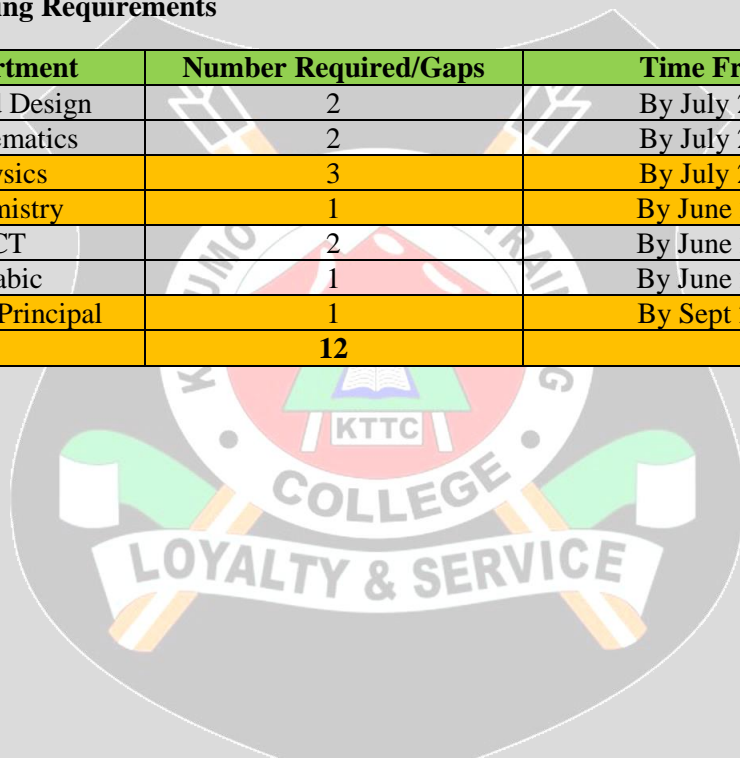 ing Requirements
rtment Number Required/Gaps Time Fr
Design 2 By July
ematics 2 By July
ysics 3 By July
mistry 1 By June
CT 2 By June
abic 1 By June
Principal 1 By Sept
12
KTTC
COLLEGE
LOYALTY & SERVICE